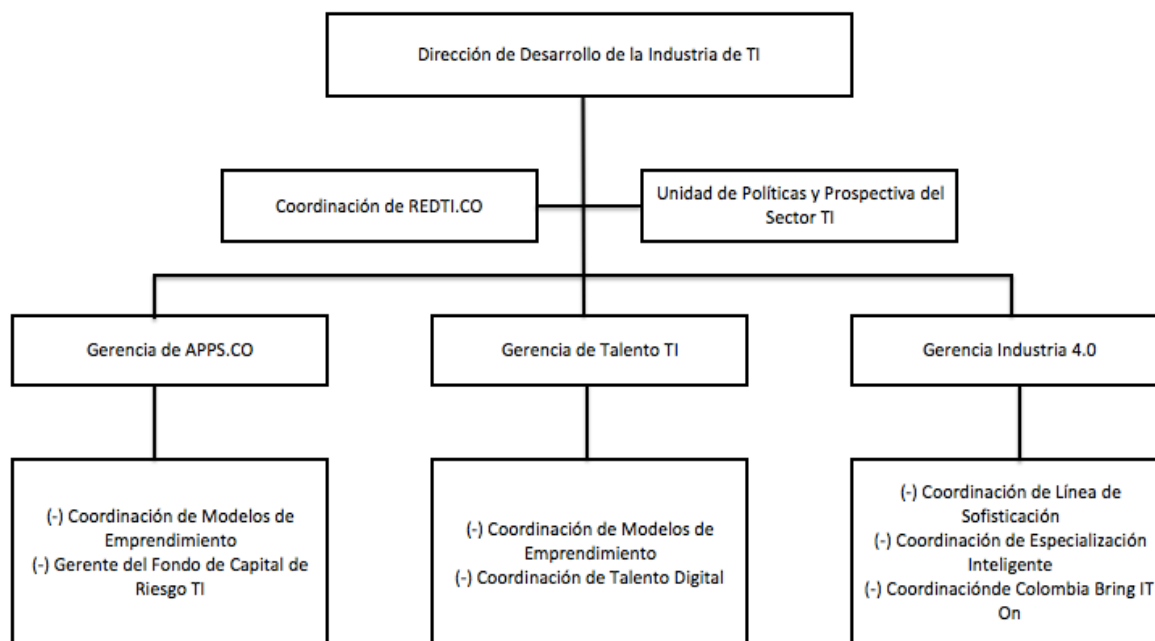 Dirección de Desarrollo de la Industria de TI
Coordinación de REDTI.CO
Unidad de Políticas y Prospectiva del
Sector TI
Gerencia de APPS.CO
Gerencia de Talento TI
Gerencia Industria 4.0
(-) Coordinación de Modelos de
Emprendimiento
(-) Gerente del Fondo de Capital de
Riesgo TI
(-) Coordinación de Modelos de
Emprendimiento
(-) Coordinación de Talento Digital
(-) Coordinación de Línea de
Sofisticación
(-) Coordinación de Especialización
Inteligente
(-) Coordinaciónde Colombia Bring IT
On